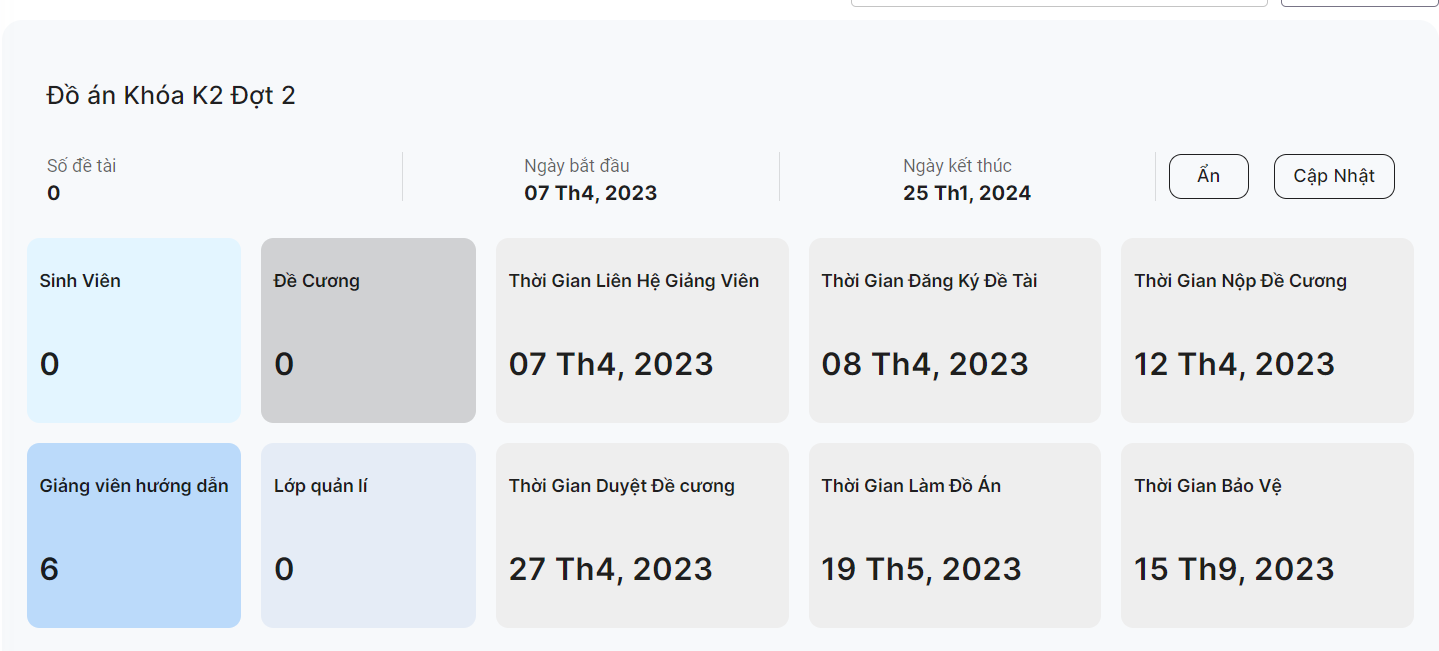 Đồ án Khóa K2 Đợt 2
Số đề tài
0
Ngày bắt đầu
07 Th4, 2023
Ngày kết thúc
25 Th1, 2024
Ẩn
Cập Nhật
Sinh Viên
0
Đề Cương
0
Thời Gian Liên Hệ Giảng Viên
07 Th4, 2023
Thời Gian Đăng Ký Đề Tài
08 Th4, 2023
Thời Gian Nộp Đề Cương
12 Th4, 2023
Giảng viên hướng dẫn
6
Lớp quản lí
0
Thời Gian Duyệt Đề cương
27 Th4, 2023
Thời Gian Làm Đồ Án
19 Th5, 2023
Thời Gian Bảo Vệ
15 Th9, 2023